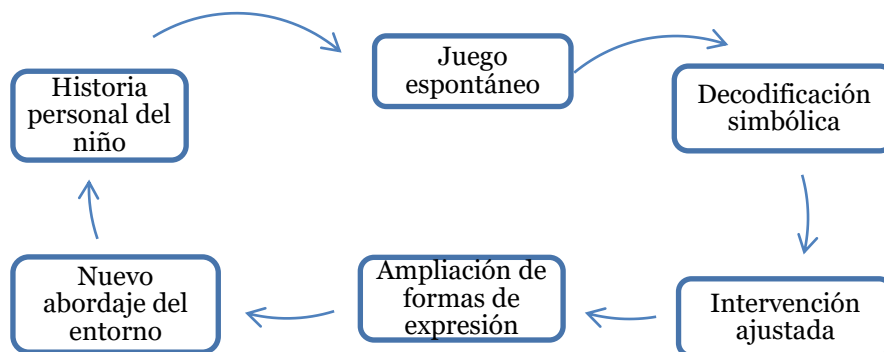 Juego
espontáneo
Historia
personal del
niño
Decodificación
simbólica
Nuevo
abordaje del
entorno
Ampliación de
formas de
expresión
Intervención
ajustada